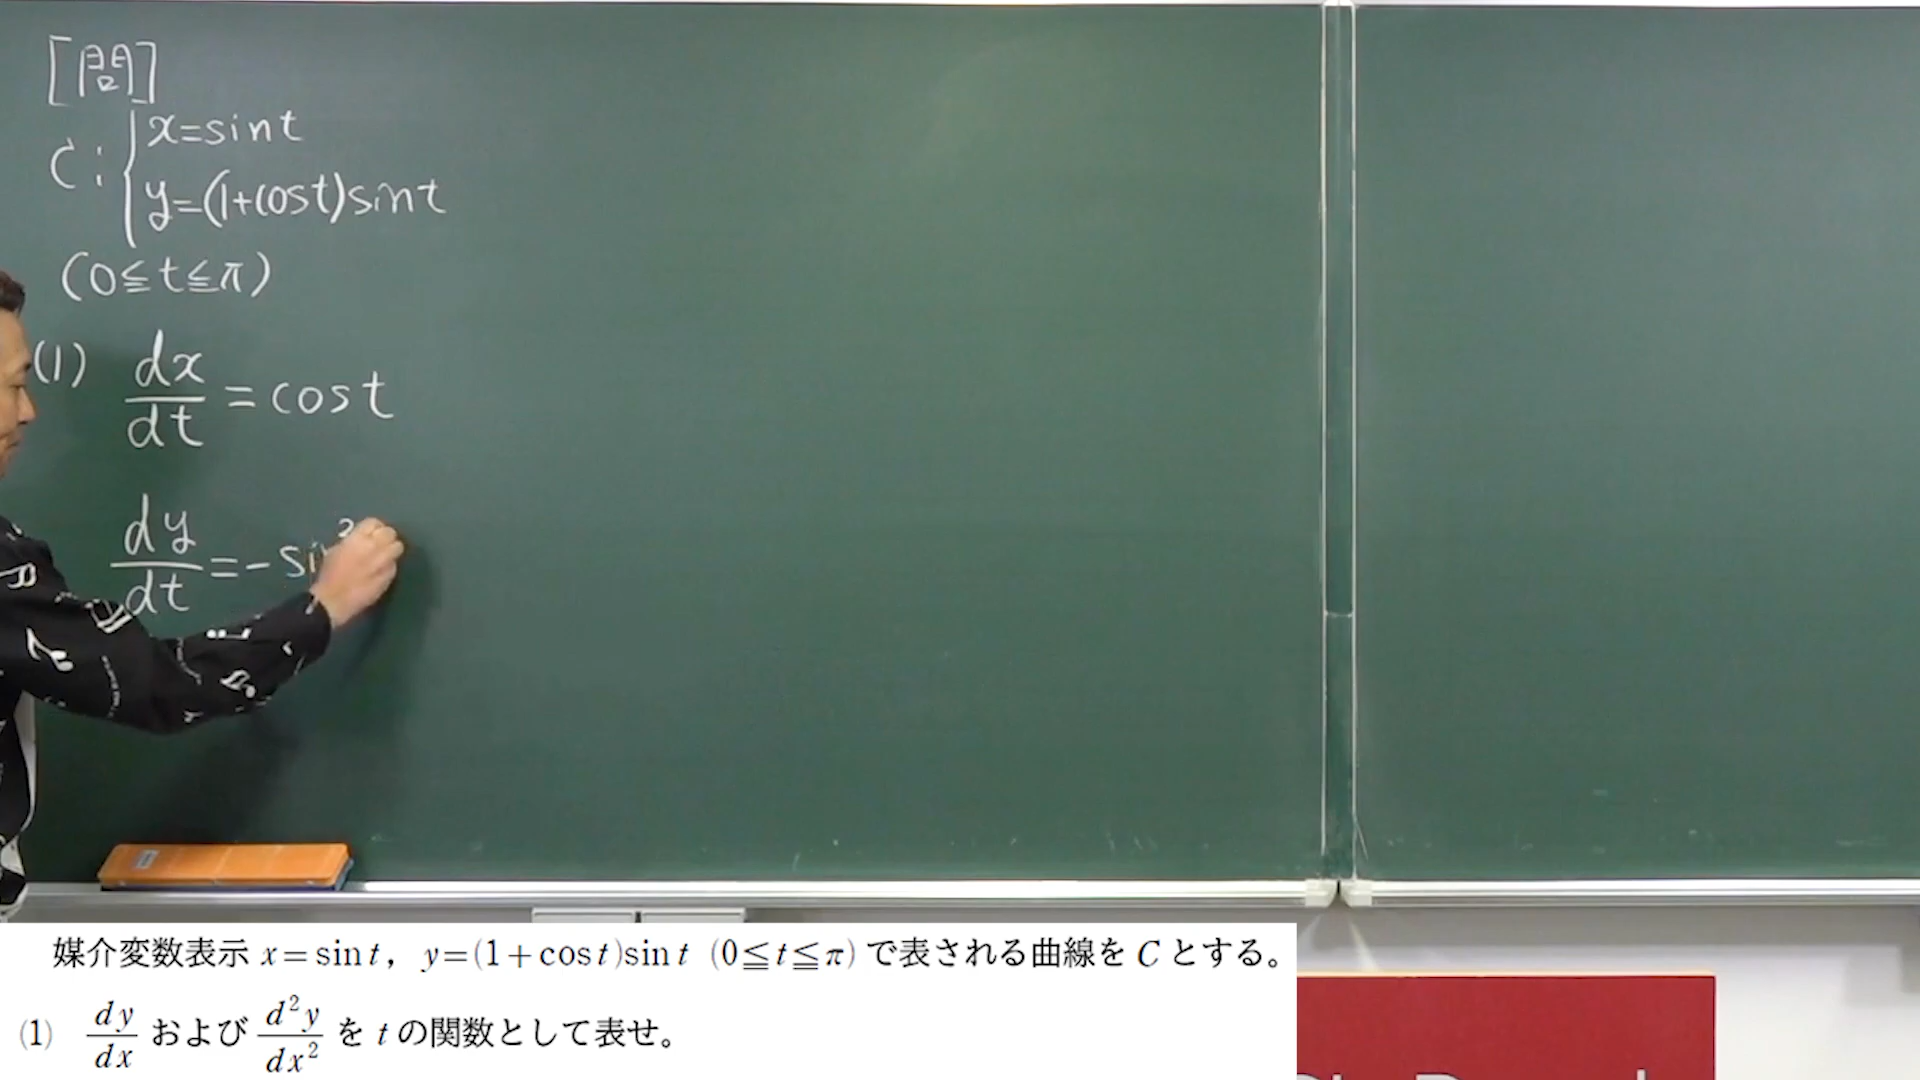 [問]
C: { x=sint
y=(1+cost)sint
(0≦t≦π)
(1) dx/dt = cost
dy/dt = -sin²
媒介変数表示 x=sin t, y=(1+cos t)sin t (0≦t≦π) で表される曲線を C とする。
(1) dy/dx および d²y/dx² を t の関数として表せ。